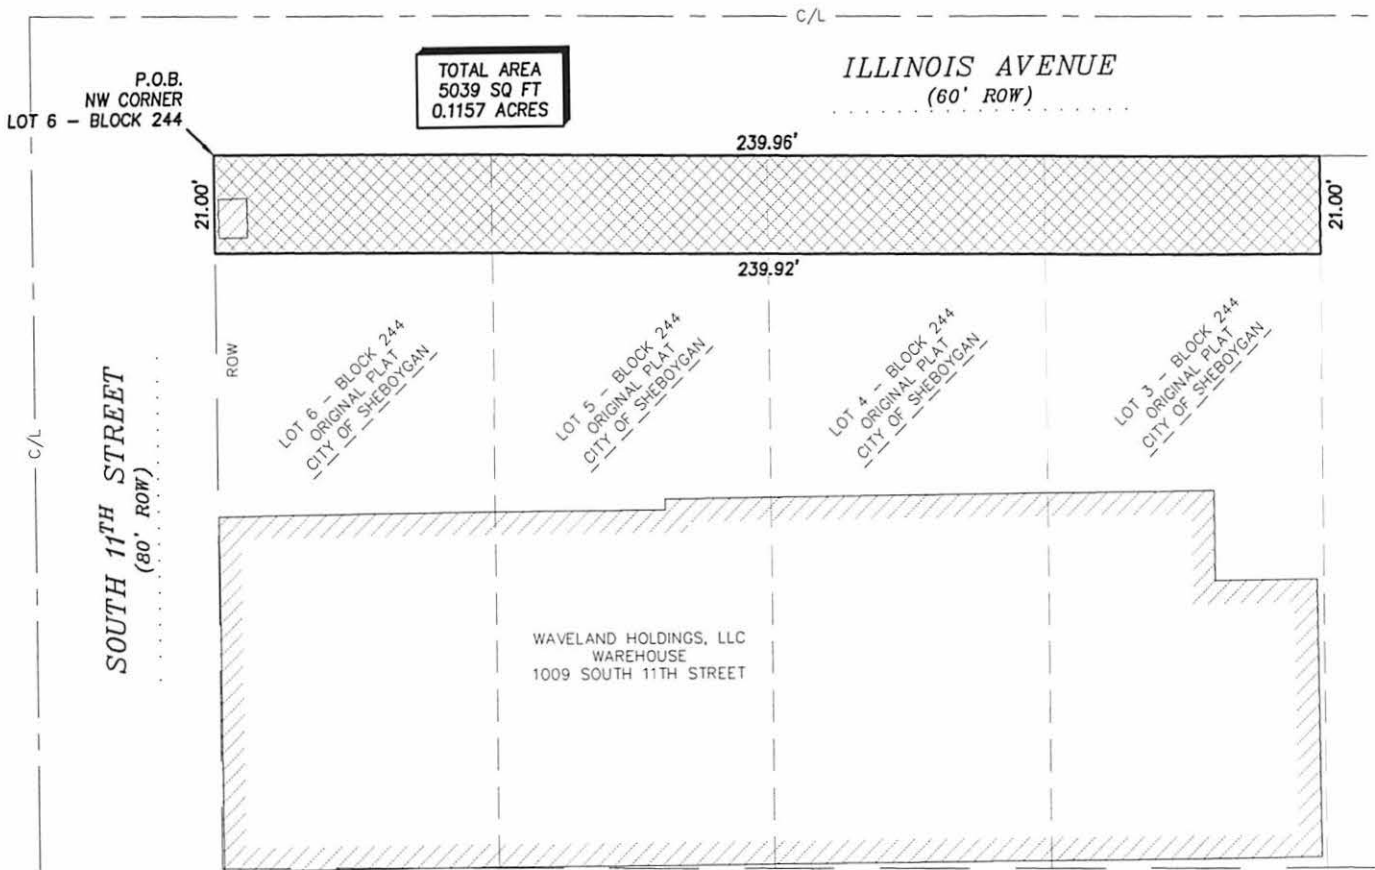 C/L
ILLINOIS AVENUE
(60' ROW)
TOTAL AREA
5039 SQ FT
0.1157 ACRES
P.O.B.
NW CORNER
LOT 6 - BLOCK 244
239.96'
21.00'
21.00'
239.92'
ROW
LOT 6 - BLOCK 244
ORIGINAL PLAT
CITY OF SHEBOYGAN
LOT 5 - BLOCK 244
ORIGINAL PLAT
CITY OF SHEBOYGAN
LOT 4 - BLOCK 244
ORIGINAL PLAT
CITY OF SHEBOYGAN
LOT 3 - BLOCK 244
ORIGINAL PLAT
CITY OF SHEBOYGAN
C/L
SOUTH 11TH STREET
(80' ROW)
WAVELAND HOLDINGS, LLC
WAREHOUSE
1009 SOUTH 11TH STREET